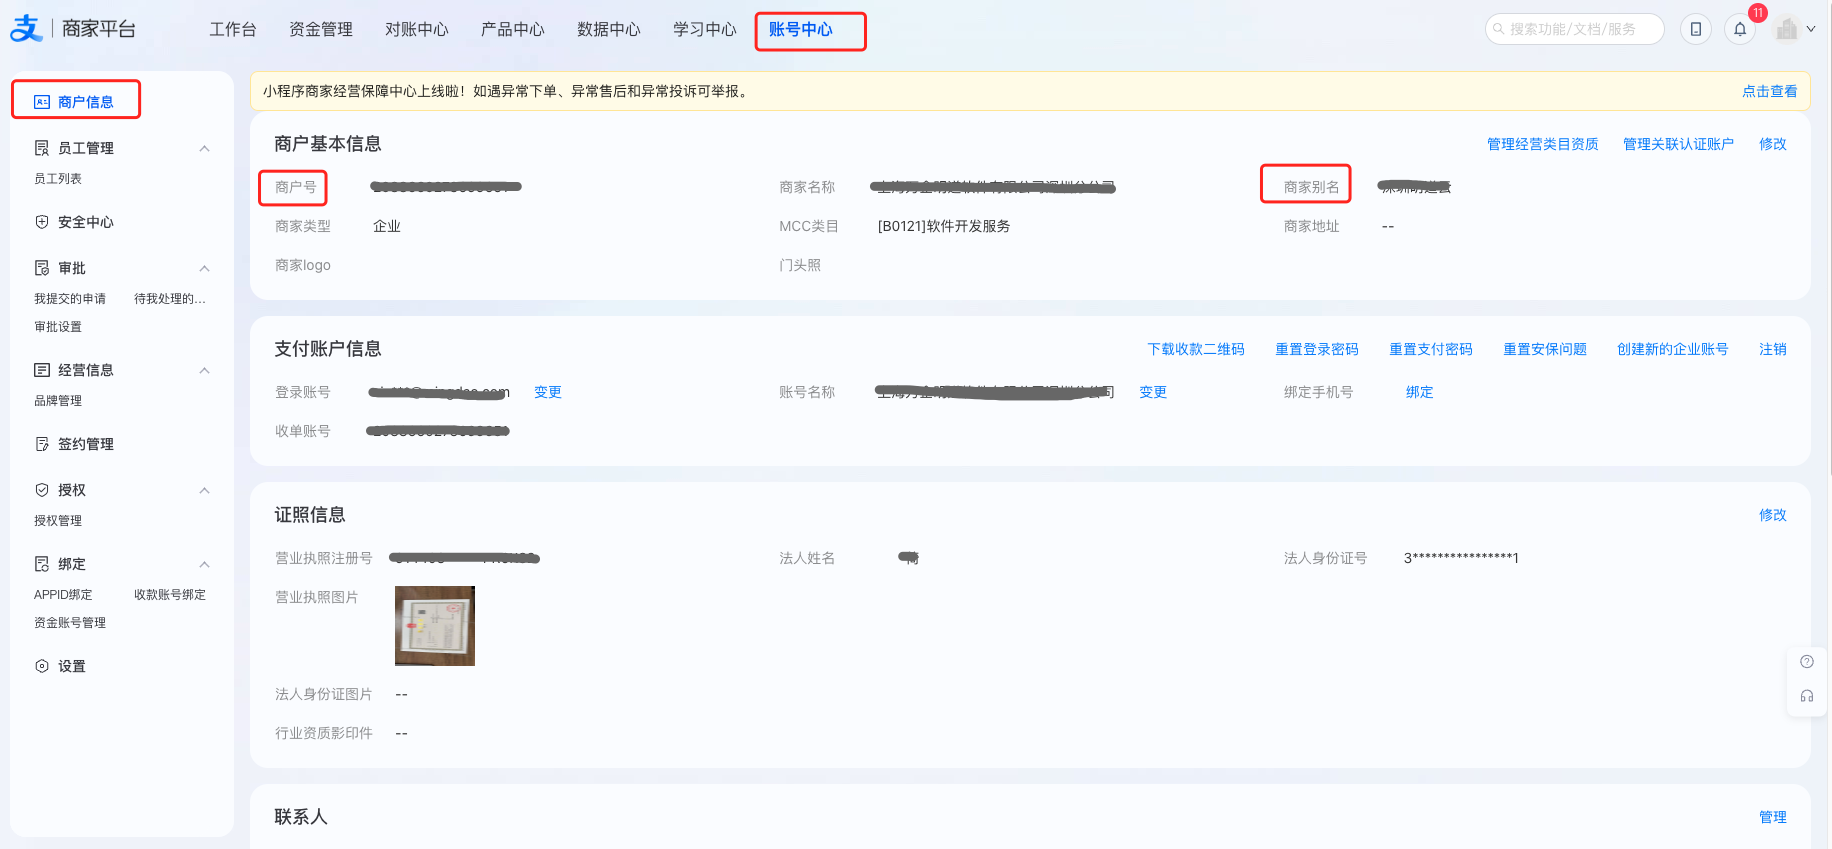 支 商家平台 工作台 资金管理 对账中心 产品中心 数据中心 学习中心 账号中心 搜索功能/文档/服务 11
商户信息
员工管理
员工列表
安全中心
审批
我提交的申请 待我处理的...
审批设置
经营信息
品牌管理
签约管理
授权
授权管理
绑定
APPID绑定 收款账号绑定
资金账号管理
设置
小程序商家经营保障中心上线啦！如遇异常下单、异常售后和异常投诉可举报。 点击查看
商户基本信息 管理经营类目资质 管理关联认证账户 修改
商户号 商家名称 商家别名
商家类型 企业 MCC类目 [B0121]软件开发服务 商家地址 --
商家logo 门头照
支付账户信息 下载收款二维码 重置登录密码 重置支付密码 重置安保问题 创建新的企业账号 注销
登录账号 变更 账号名称 变更 绑定手机号 绑定
收单账号
证照信息 修改
营业执照注册号 法人姓名 法人身份证号 3****************1
营业执照图片
法人身份证图片 --
行业资质影印件 --
联系人 管理